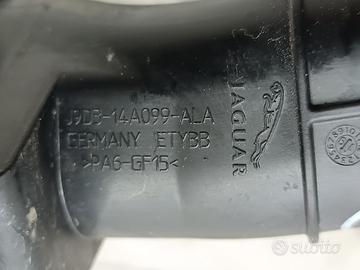 J9D3-14A099-ALA
GERMANY ETYBB
>PA6-GF15<
JAGUAR
subito